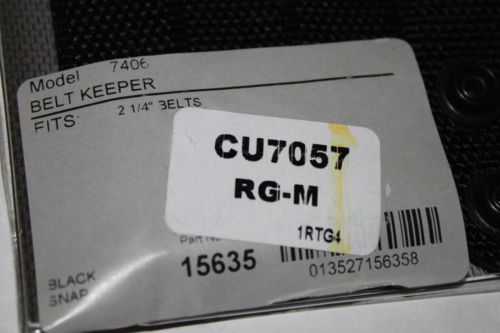 Model 7406
BELT KEEPER
FITS: 2 1/4" BELTS
CU7057
RG-M
1RTG4
Part No
15635
013527156358
BLACK
SNAP